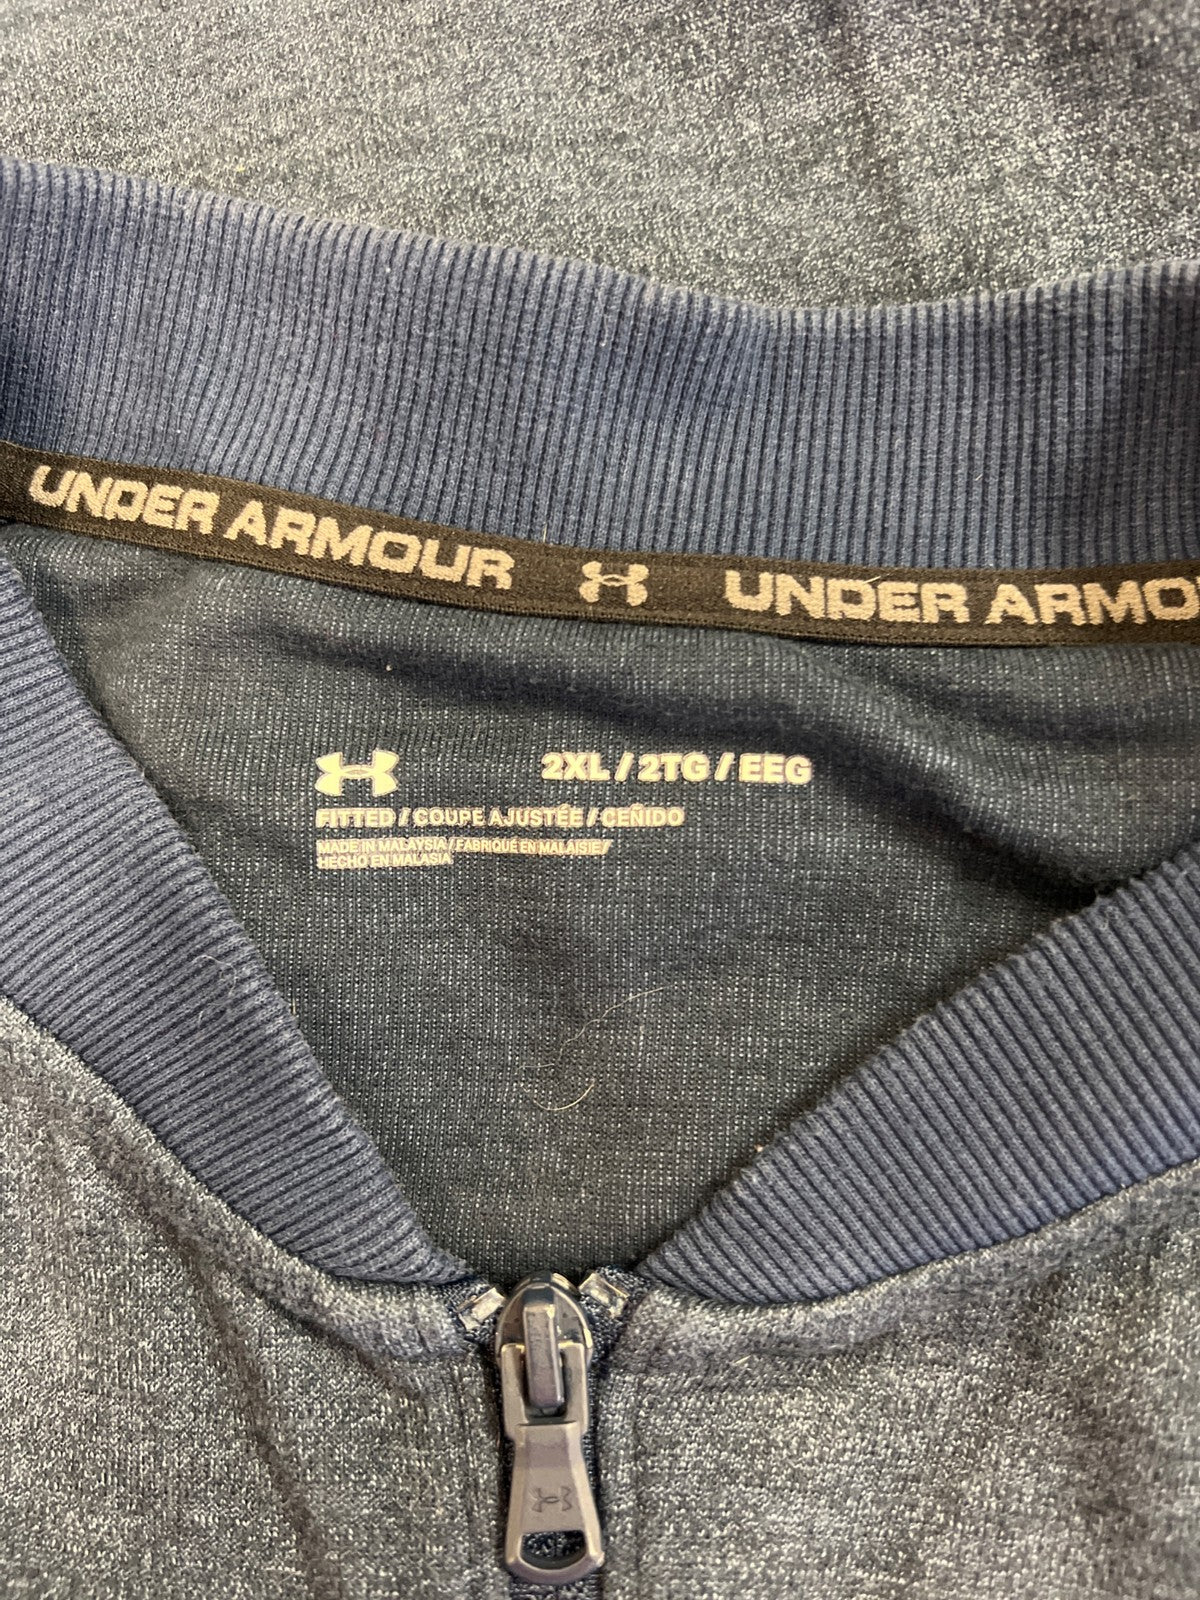 UNDER ARMOUR UNDER ARMO
2XL / 2TG / EEG
FITTED / COUPE AJUSTÉE / CEÑIDO
MADE IN MALAYSIA / FABRIQUÉ EN MALAISIE /
HECHO EN MALASIA